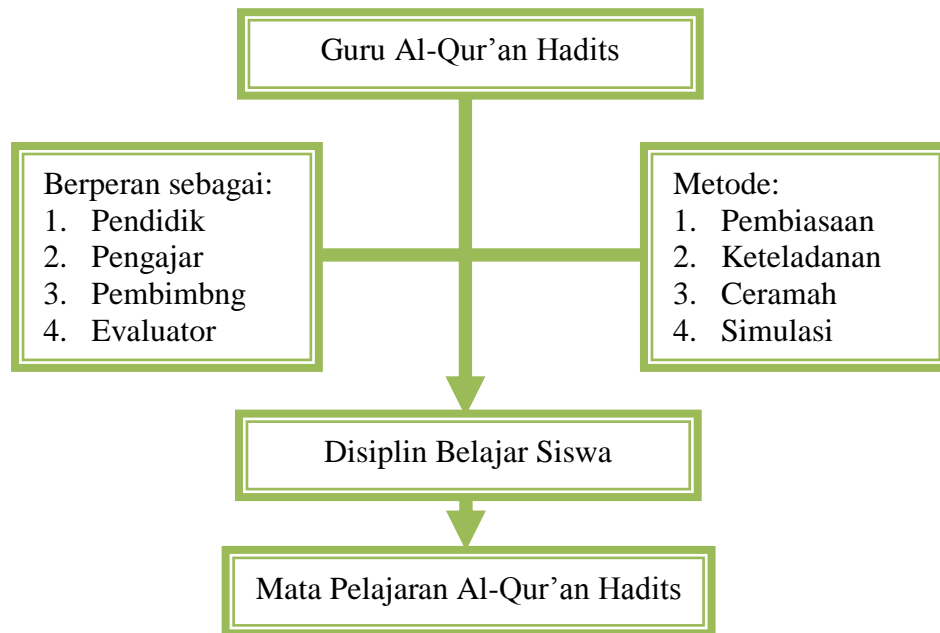 Guru Al-Qur’an Hadits
Berperan sebagai:
1. Pendidik
2. Pengajar
3. Pembimbng
4. Evaluator
Metode:
1. Pembiasaan
2. Keteladanan
3. Ceramah
4. Simulasi
Disiplin Belajar Siswa
Mata Pelajaran Al-Qur’an Hadits